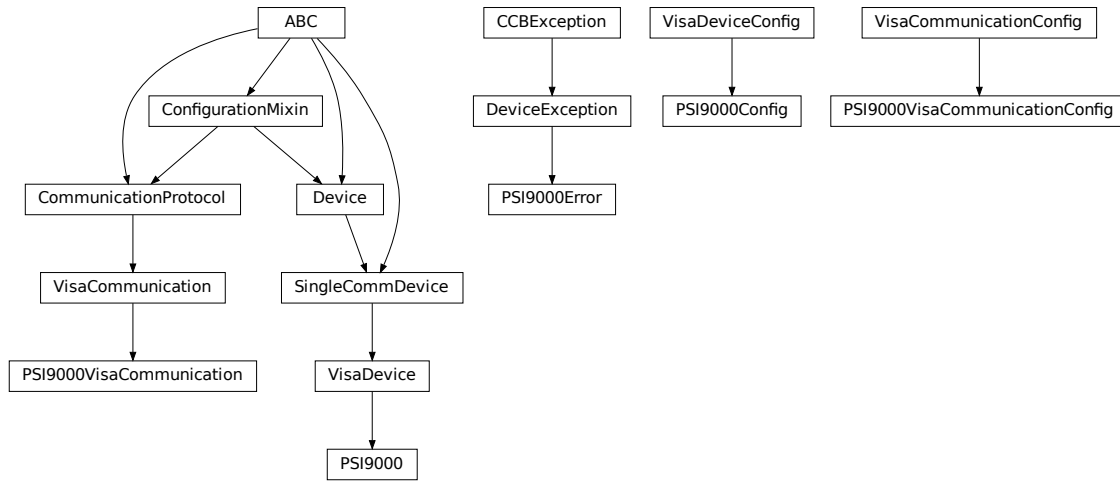 ABC
CCBException
VisaDeviceConfig
VisaCommunicationConfig
ConfigurationMixin
DeviceException
PSI9000Config
PSI9000VisaCommunicationConfig
CommunicationProtocol
Device
PSI9000Error
VisaCommunication
SingleCommDevice
PSI9000VisaCommunication
VisaDevice
PSI9000